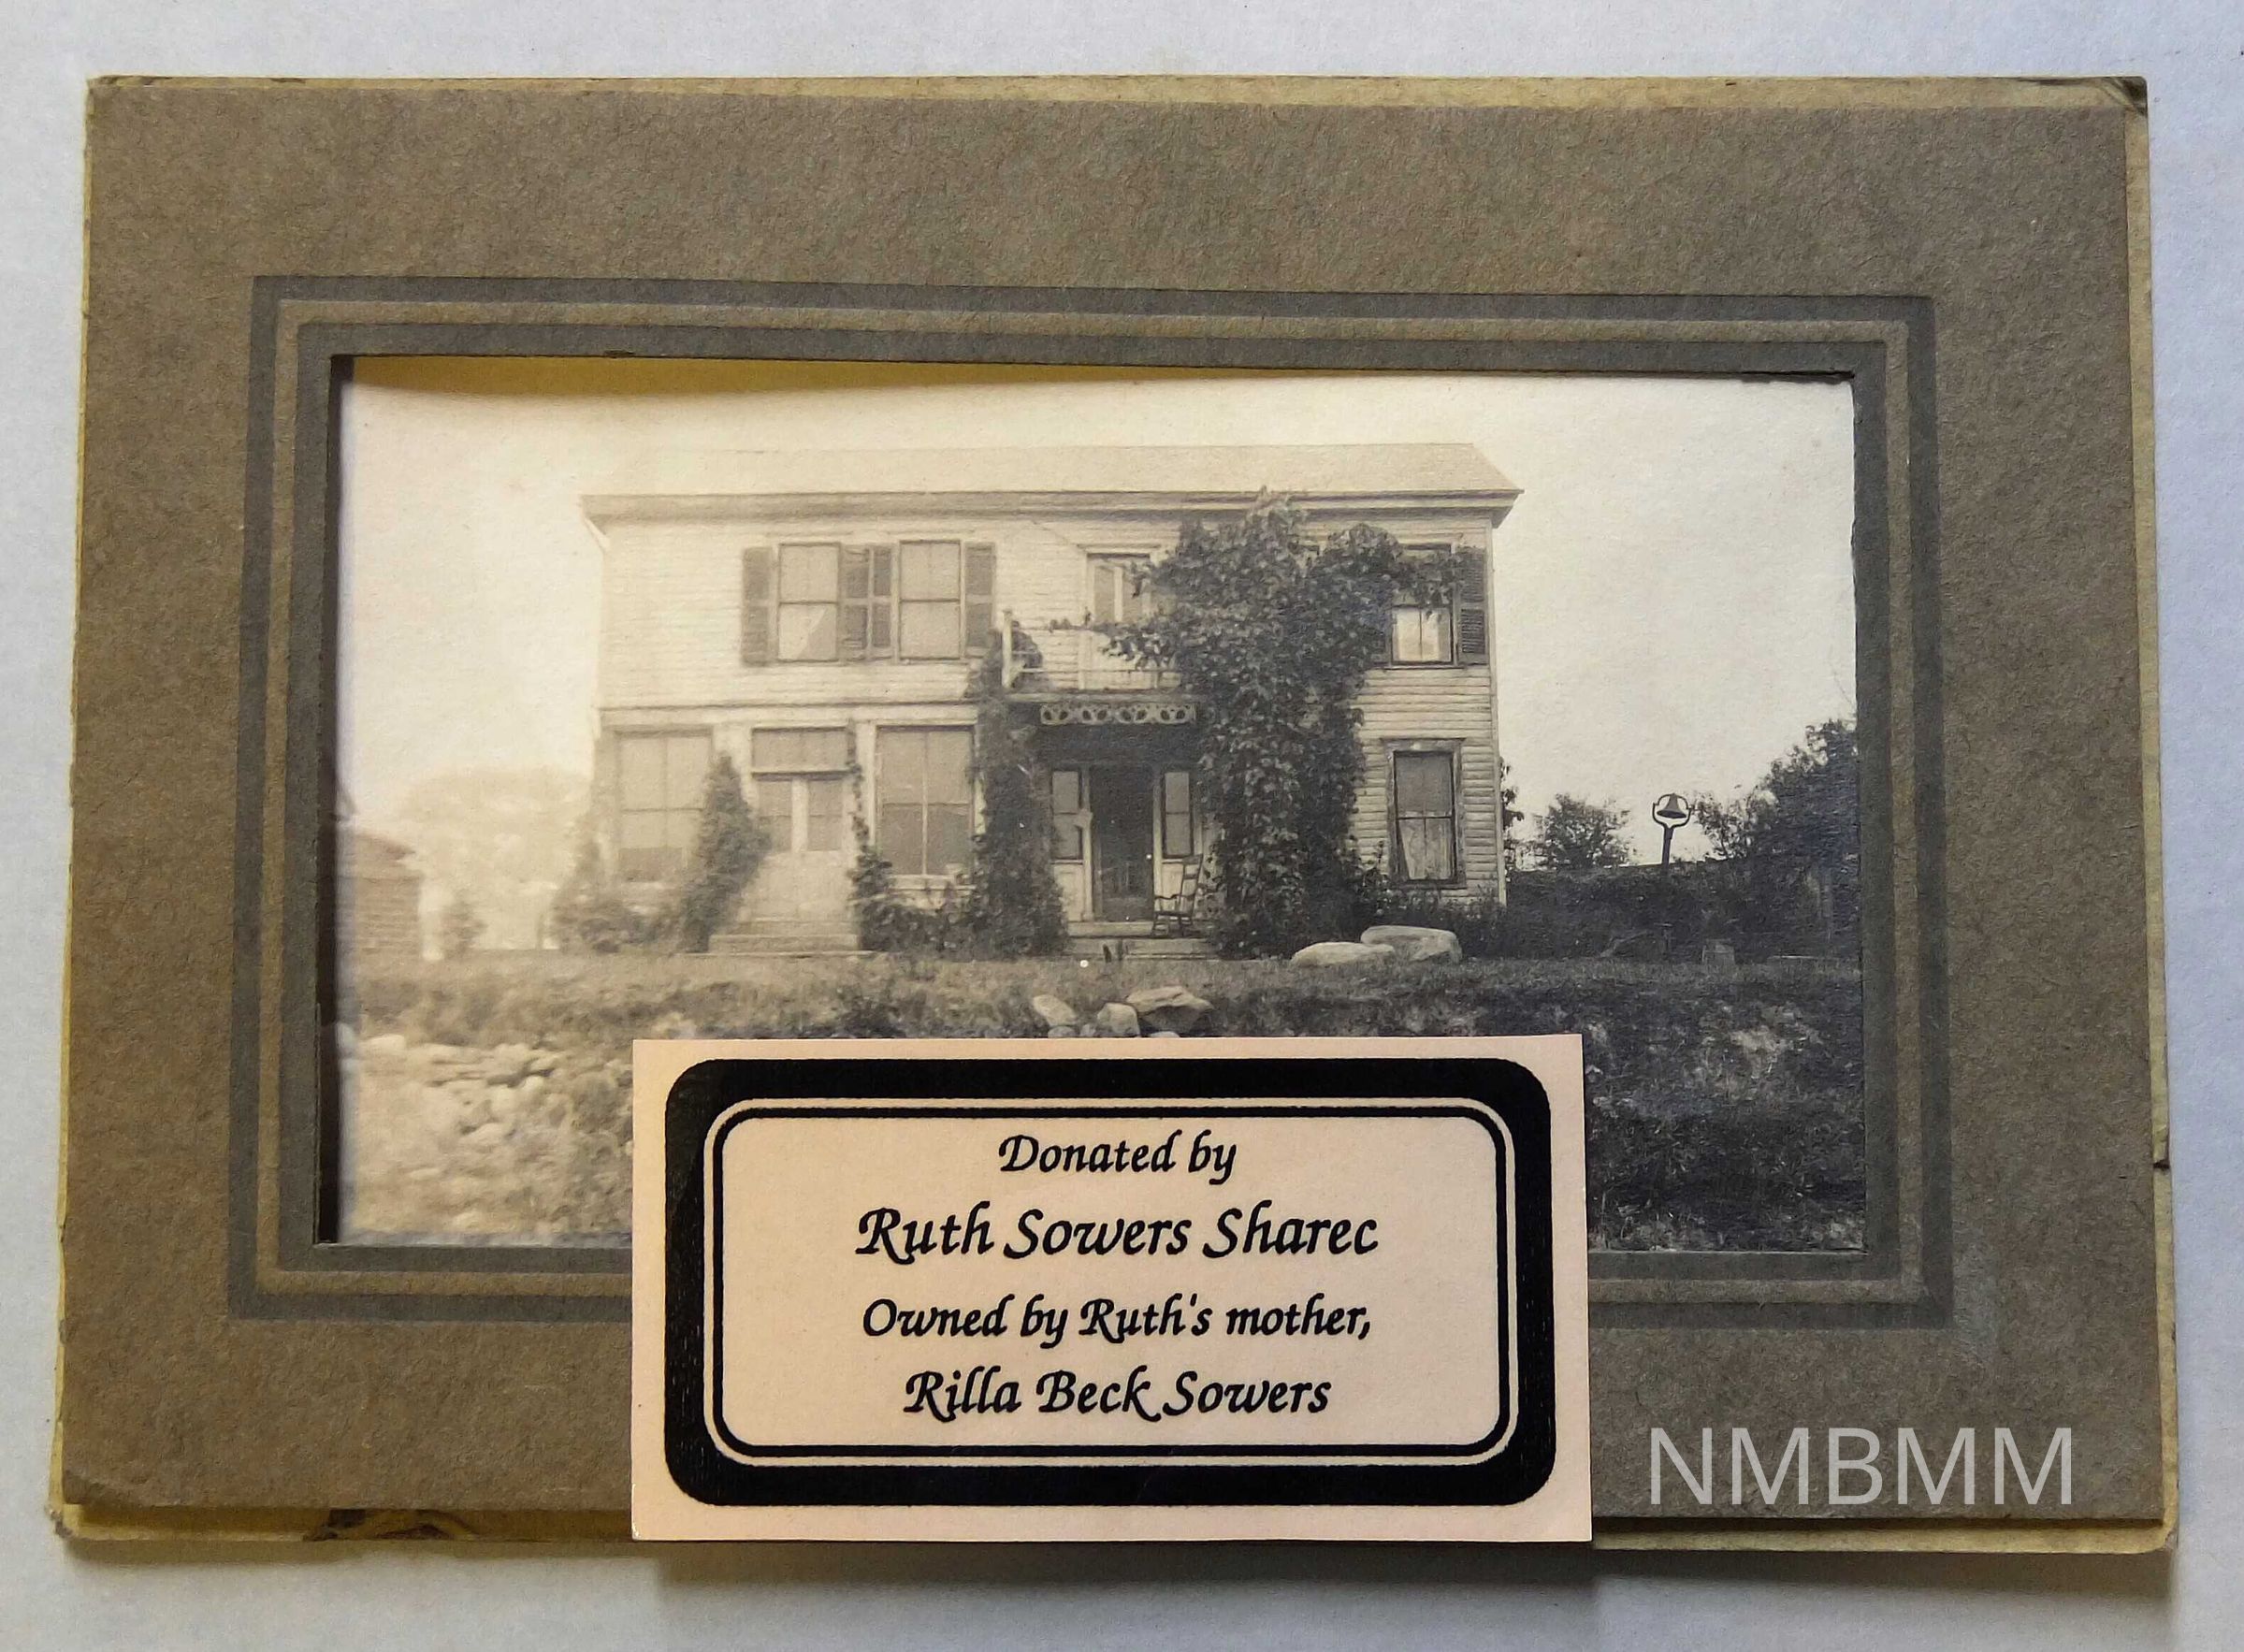 Donated by
Ruth Sowers Sharec
Owned by Ruth's mother,
Rilla Beck Sowers
NMBMM